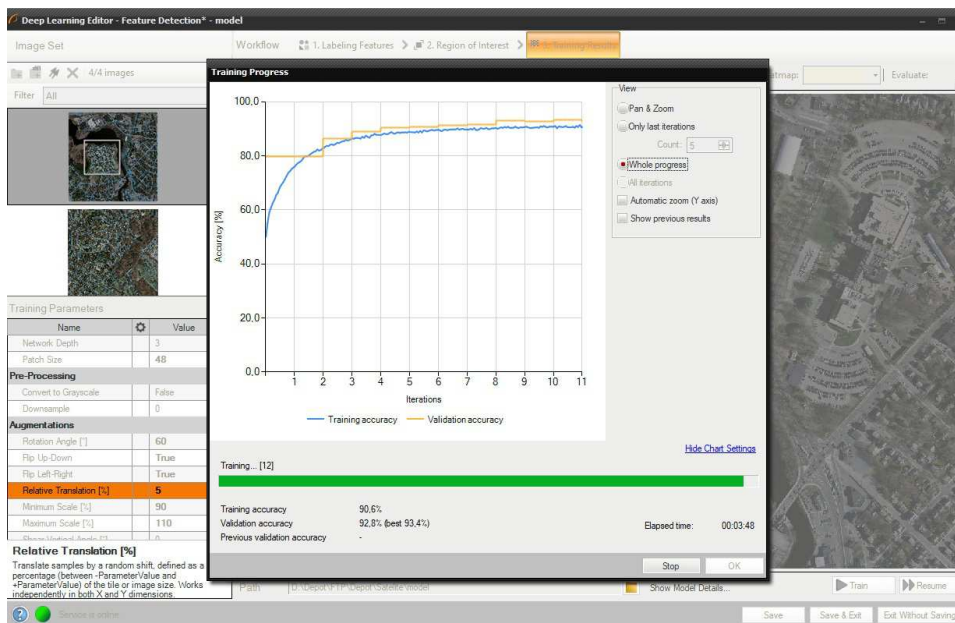 Deep Learning Editor - Feature Detection* - model
Image Set
Workflow
1. Labeling Features
2. Region of Interest
4/4 images
Heatmap:
Evaluate:
Filter
All
Training Progress
100,0
80,0
60,0
40,0
20,0
0,0
Accuracy [%]
1 2 3 4 5 6 7 8 9 10 11
Iterations
Training accuracy
Validation accuracy
View
Pan & Zoom
Only last iterations
Count: 5
Whole progress
All iterations
Automatic zoom (Y axis)
Show previous results
Hide Chart Settings
Training... [12]
Training accuracy 90,6%
Validation accuracy 92,8% (best 93,4%)
Previous validation accuracy -
Elapsed time: 00:03:48
Stop
OK
Training Parameters
Name Value
Network Depth 3
Patch Size 48
Pre-Processing
Convert to Grayscale False
Downsample 0
Augmentations
Rotation Angle [°] 60
Flip Up-Down True
Flip Left-Right True
Relative Translation [%] 5
Minimum Scale [%] 90
Maximum Scale [%] 110
Relative Translation [%]
Translate samples by a random shift, defined as a
percentage (between -ParameterValue and
+ParameterValue) of the tile or image size. Works
independently in both X and Y dimensions.
Path
Show Model Details...
Train
Resume
Service is online
Save
Save & Exit
Exit Without Saving